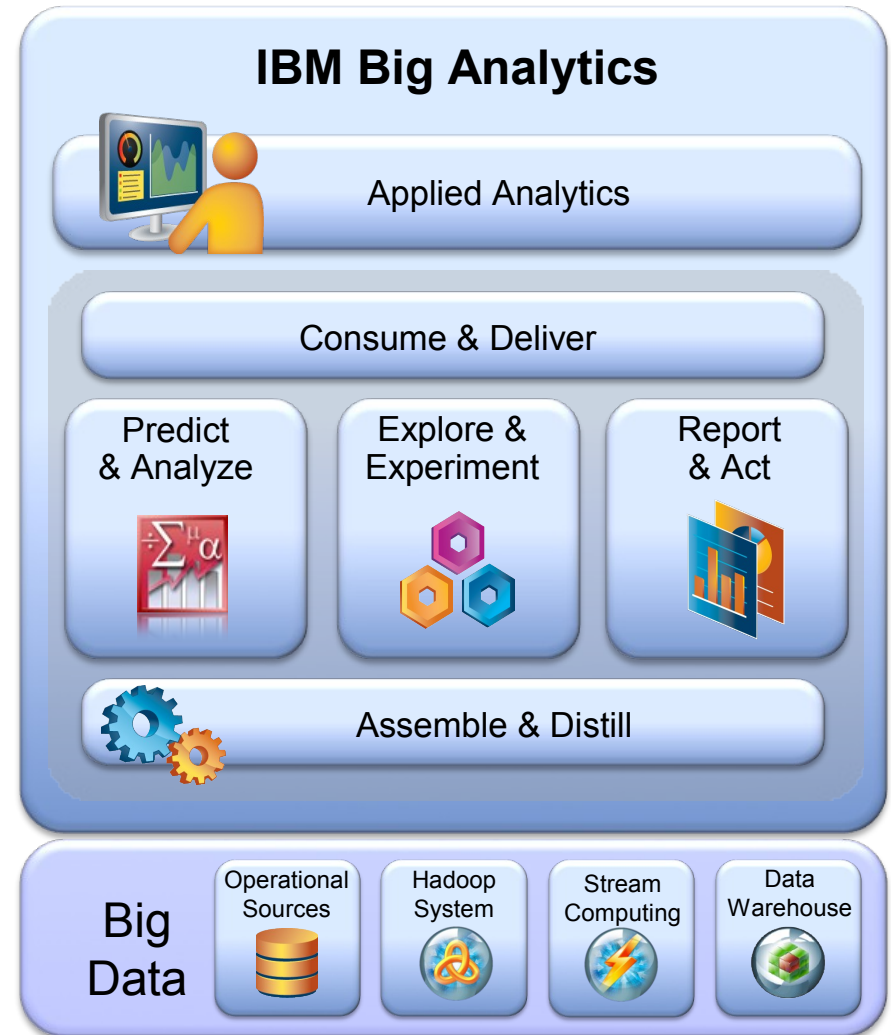 IBM Big Analytics
Applied Analytics
Consume & Deliver
Predict
& Analyze
Explore &
Experiment
Report
& Act
÷Σμα
Assemble & Distill
Big
Data
Operational
Sources
Hadoop
System
Stream
Computing
Data
Warehouse